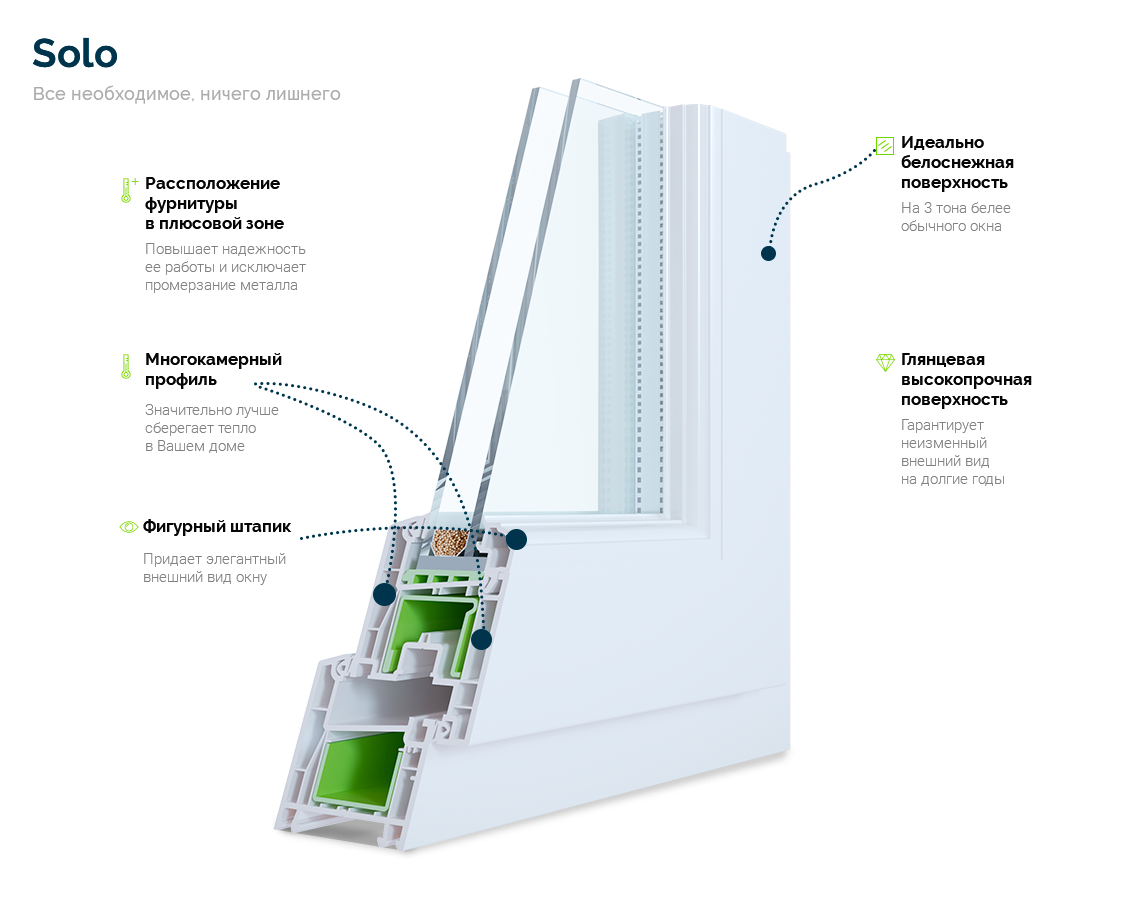 Solo
Все необходимое, ничего лишнего
Рассположение
фурнитуры
в плюсовой зоне
Повышает надежность
ее работы и исключает
промерзание металла
Многокамерный
профиль
Значительно лучше
сберегает тепло
в Вашем доме
Фигурный штапик
Придает элегантный
внешний вид окну
Идеально
белоснежная
поверхность
На 3 тона белее
обычного окна
Глянцевая
высокопрочная
поверхность
Гарантирует
неизменный
внешний вид
на долгие годы